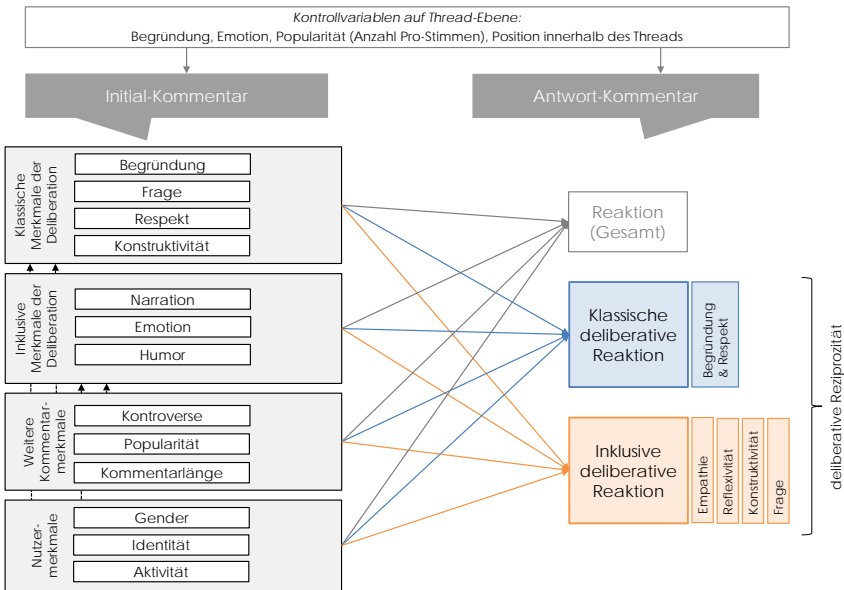 Kontrollvariablen auf Thread-Ebene:
Begründung, Emotion, Popularität (Anzahl Pro-Stimmen), Position innerhalb des Threads
Initial-Kommentar
Antwort-Kommentar
Klassische
Merkmale der
Deliberation
Begründung
Frage
Respekt
Konstruktivität
Inklusive
Merkmale der
Deliberation
Narration
Emotion
Humor
Weitere
Kommentar-
merkmale
Kontroverse
Popularität
Kommentarlänge
Nutzer-
merkmale
Gender
Identität
Aktivität
Reaktion
(Gesamt)
Klassische
deliberative
Reaktion
Begründung
& Respekt
Inklusive
deliberative
Reaktion
Empathie
Reflexivität
Konstruktivität
Frage
deliberative Reziprozität